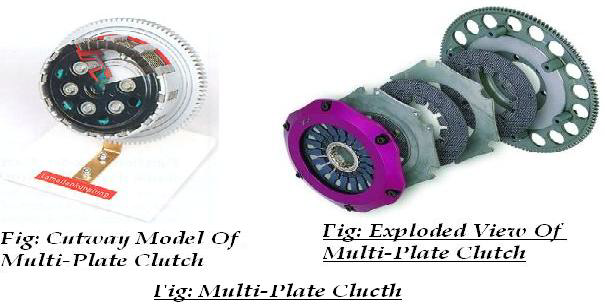 Fig: Cutway Model Of
Multi-Plate Clutch
Fig: Exploded View Of
Multi-Plate Clutch
Fig: Multi-Plate Clucth